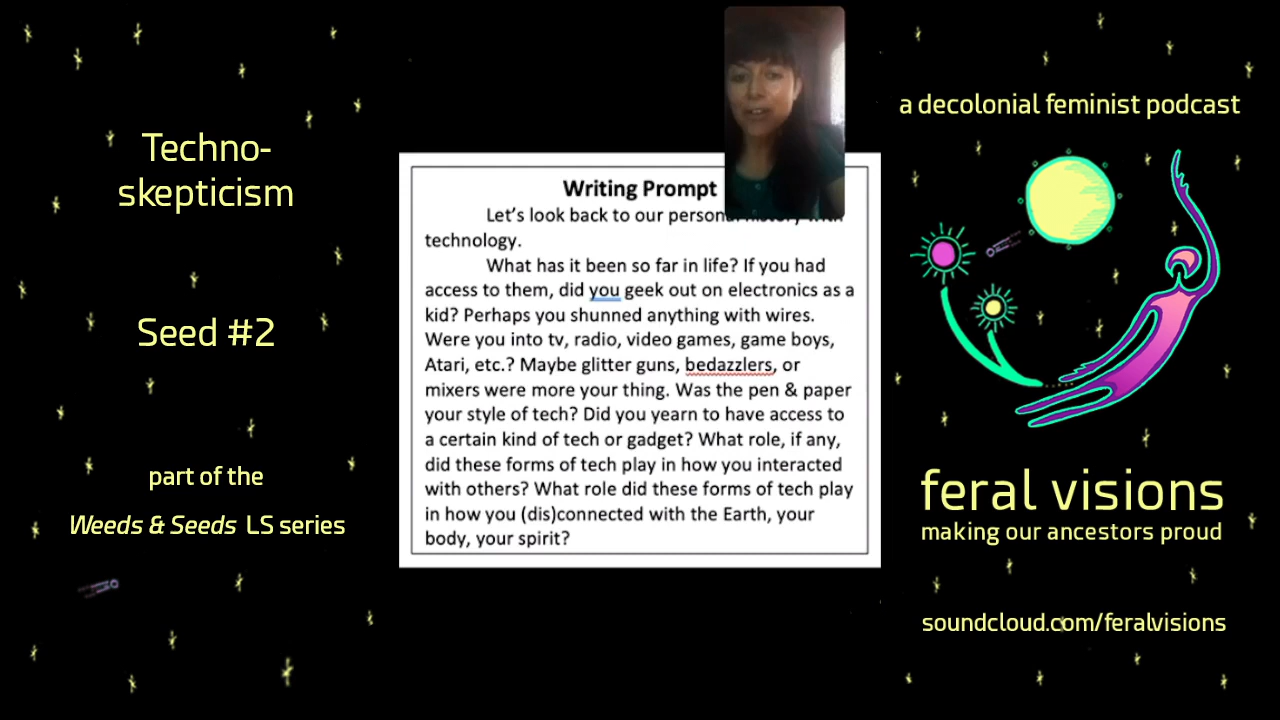 Techno-
skepticism
Seed #2
part of the
Weeds & Seeds LS series
Writing Prompt
Let's look back to our personal history with
technology.
What has it been so far in life? If you had
access to them, did you geek out on electronics as a
kid? Perhaps you shunned anything with wires.
Were you into tv, radio, video games, game boys,
Atari, etc.? Maybe glitter guns, bedazzlers, or
mixers were more your thing. Was the pen & paper
your style of tech? Did you yearn to have access to
a certain kind of tech or gadget? What role, if any,
did these forms of tech play in how you interacted
with others? What role did these forms of tech play
in how you (dis)connected with the Earth, your
body, your spirit?
a decolonial feminist podcast
feral visions
making our ancestors proud
soundcloud.com/feralvisions